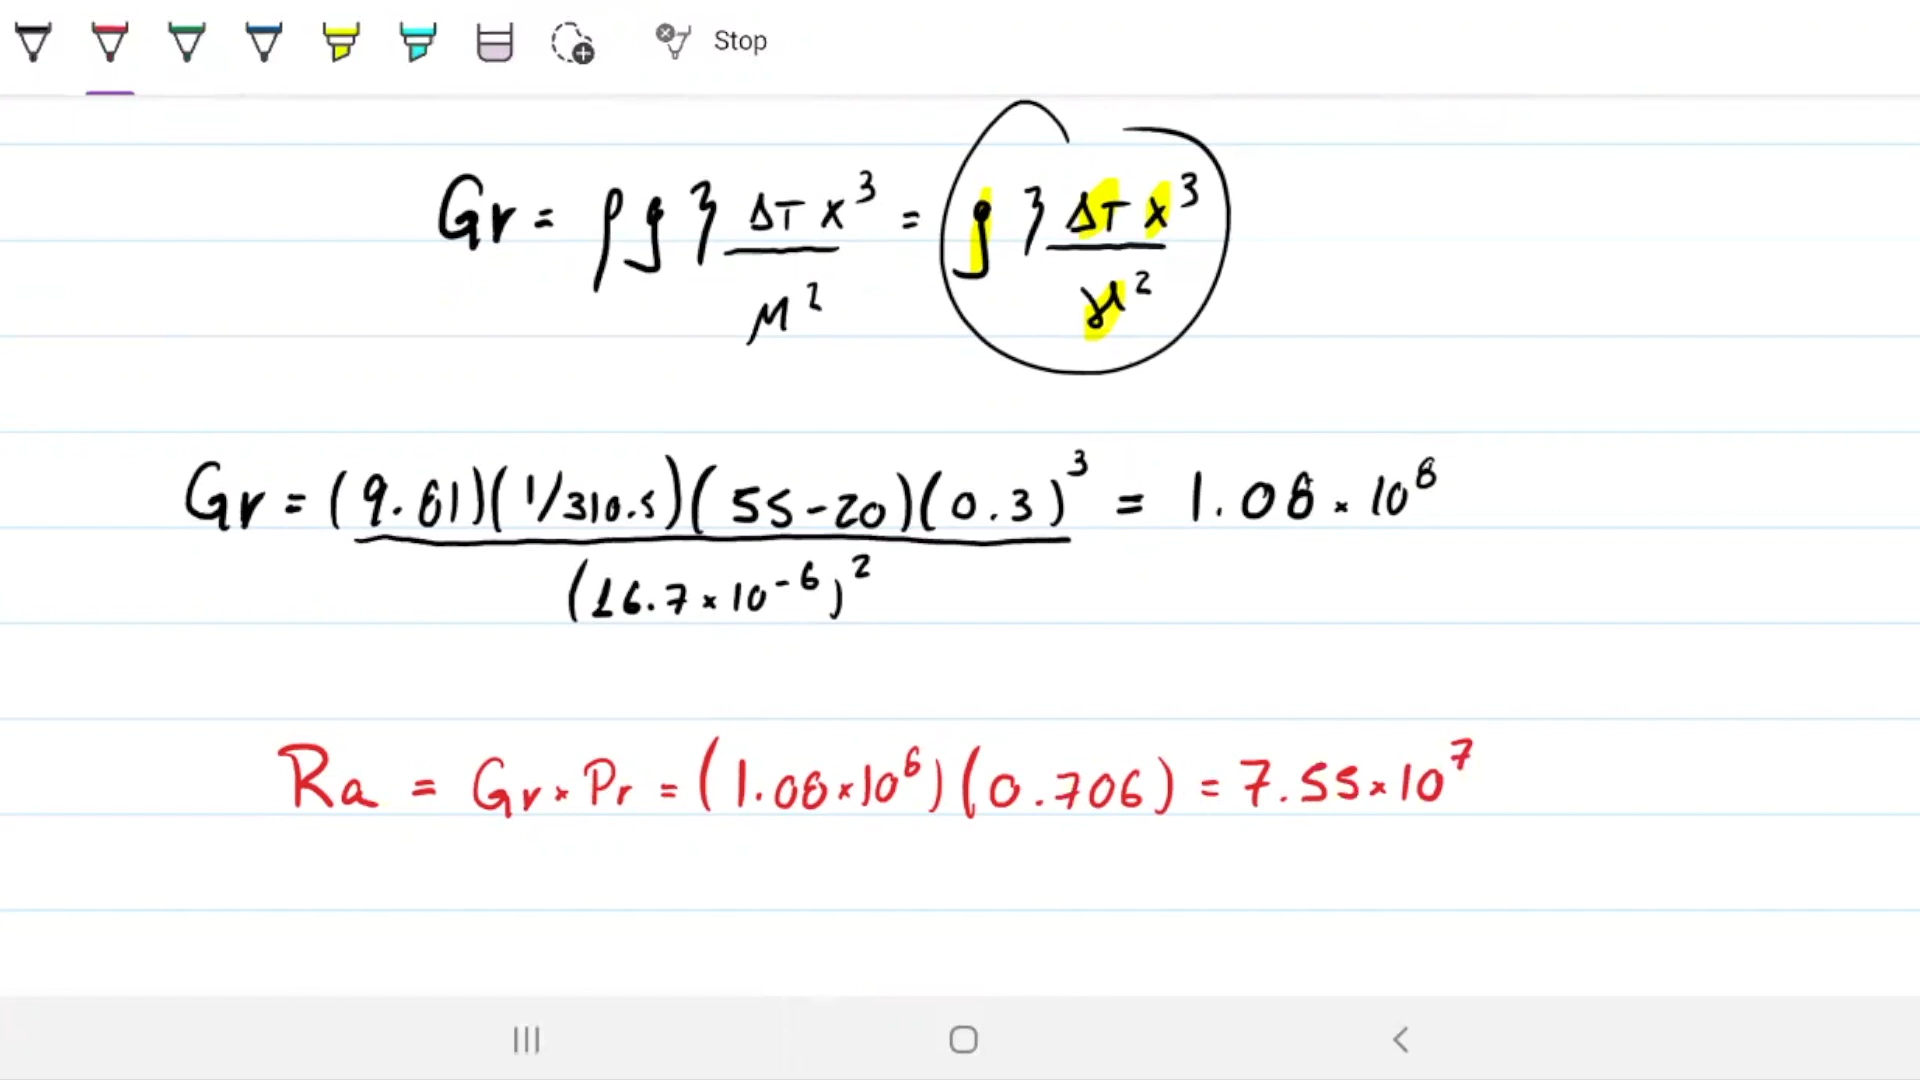 Stop
Gr = ρ g β ΔT x³ / μ² = g β ΔT x³ / ν²
Gr = (9.81)(1/310.5)(55-20)(0.3)³ / (16.7×10⁻⁶)² = 1.08×10⁸
Ra = Gr×Pr = (1.08×10⁸)(0.706) = 7.55×10⁷